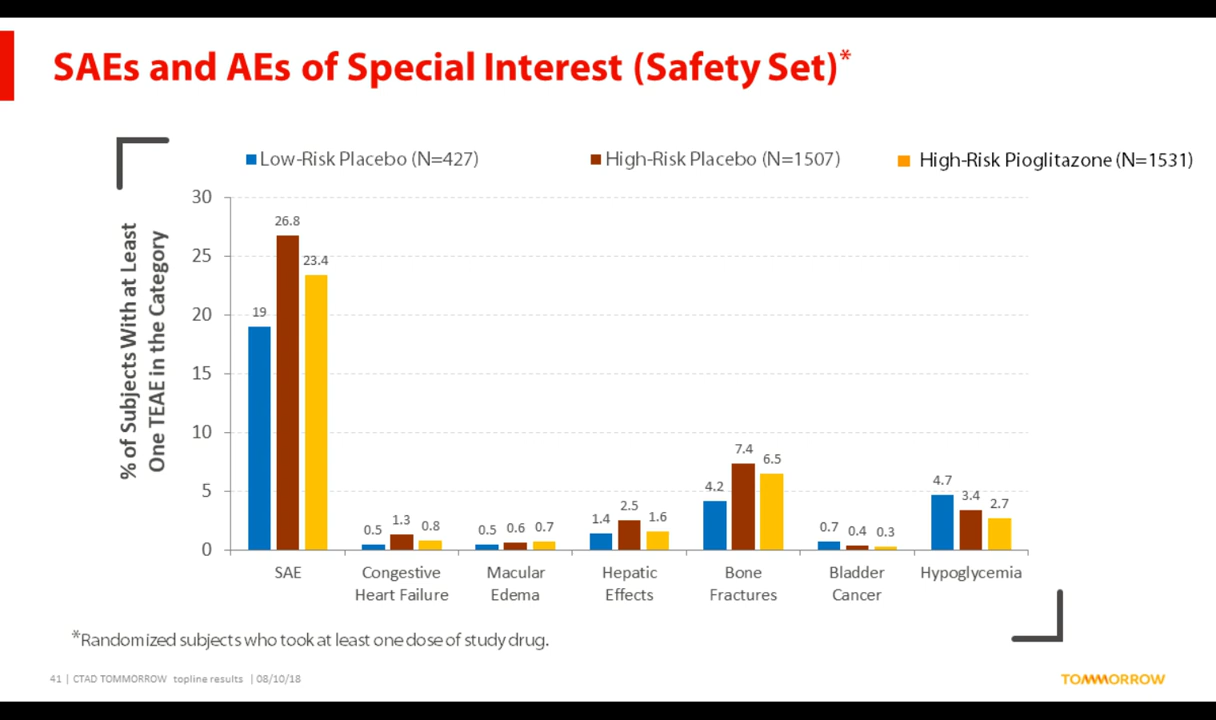 SAEs and AEs of Special Interest (Safety Set)*
Low-Risk Placebo (N=427)
High-Risk Placebo (N=1507)
High-Risk Pioglitazone (N=1531)
% of Subjects With at Least
One TEAE in the Category
30
25
20
15
10
5
0
19
26.8
23.4
0.5
1.3
0.8
0.5
0.6
0.7
1.4
2.5
1.6
4.2
7.4
6.5
0.7
0.4
0.3
4.7
3.4
2.7
SAE
Congestive
Heart Failure
Macular
Edema
Hepatic
Effects
Bone
Fractures
Bladder
Cancer
Hypoglycemia
*Randomized subjects who took at least one dose of study drug.
41 | CTAD TOMMORROW topline results | 08/10/18
TOMMORROW